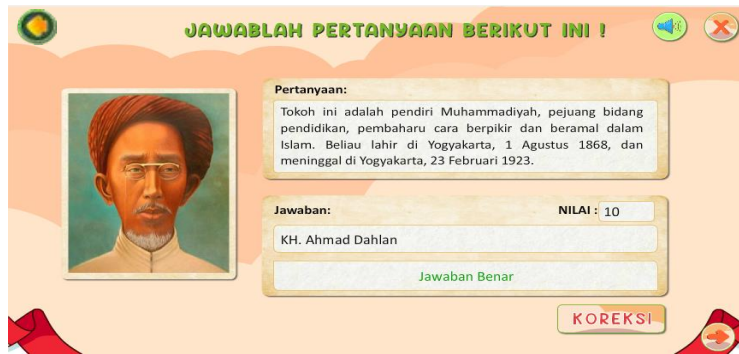 JAWABLAH PERTANYAAN BERIKUT INI !
Pertanyaan:
Tokoh ini adalah pendiri Muhammadiyah, pejuang bidang
pendidikan, pembaharu cara berpikir dan beramal dalam
Islam. Beliau lahir di Yogyakarta, 1 Agustus 1868, dan
meninggal di Yogyakarta, 23 Februari 1923.
Jawaban: NILAI : 10
KH. Ahmad Dahlan
Jawaban Benar
KOREKSI